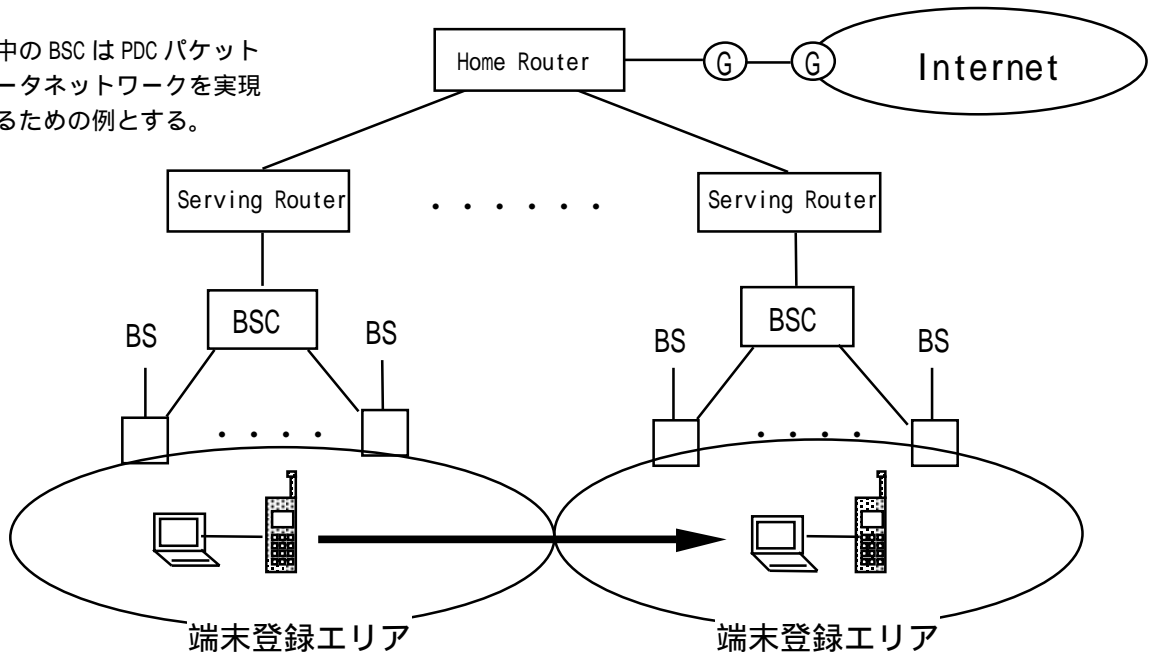 中の BSC は PDC パケット
ータネットワークを実現
るための例とする。
Home Router
G
G
Internet
Serving Router
・・・・・・
Serving Router
BSC
BSC
BS
BS
BS
BS
・・・・
・・・・
端末登録エリア
端末登録エリア